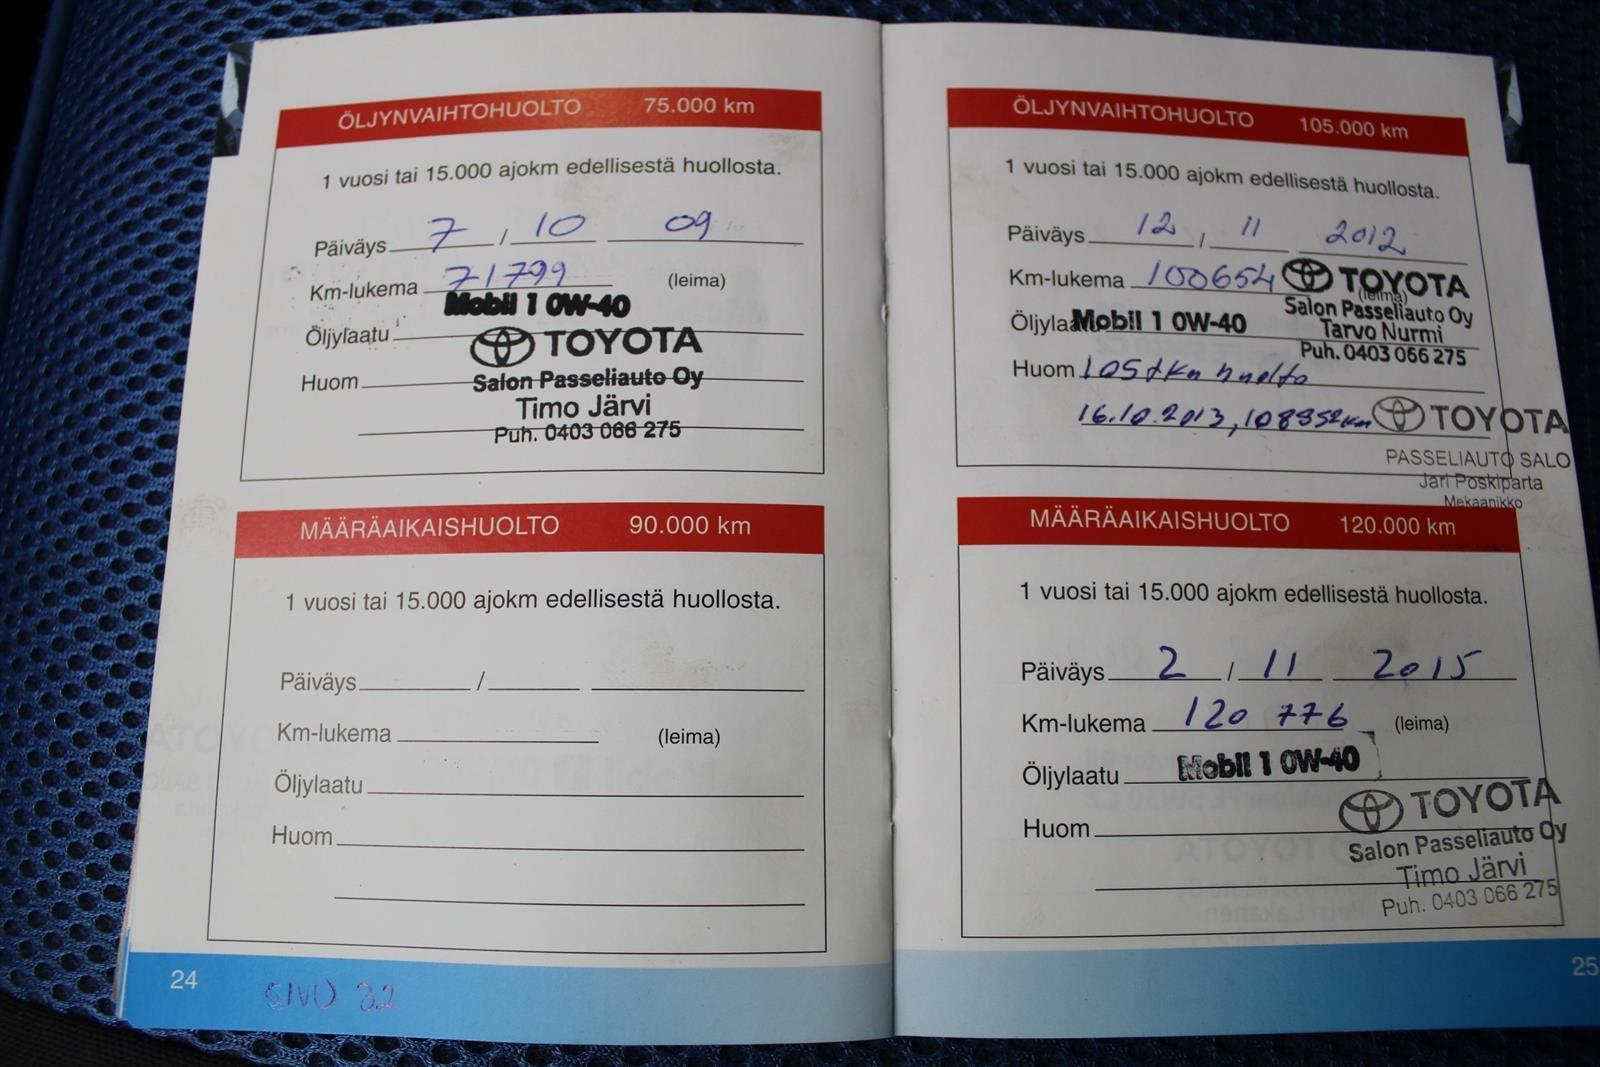 ÖLJYNVAIHTOHUOLTO 75.000 km
1 vuosi tai 15.000 ajokm edellisestä huollosta.
Päiväys 7 / 10 09
Km-lukema 71799 (leima)
Mobil 1 0W-40
Öljylaatu
TOYOTA
Huom
Salon Passeliauto Oy
Timo Järvi
Puh. 0403 066 275
MÄÄRÄAIKAISHUOLTO 90.000 km
1 vuosi tai 15.000 ajokm edellisestä huollosta.
Päiväys /
Km-lukema (leima)
Öljylaatu
Huom
24
SIVU 32
ÖLJYNVAIHTOHUOLTO 105.000 km
1 vuosi tai 15.000 ajokm edellisestä huollosta.
Päiväys 12 / 11 2012
Km-lukema 100654 TOYOTA
(leima)
Salon Passeliauto Oy
Öljylaatu Mobil 1 0W-40 Tarvo Nurmi
Puh. 0403 066 275
Huom 105tkm huolto
16.10.2013, 108952km TOYOTA
PASSELIAUTO SALO
Jari Poskiparta
Mekaanikko
MÄÄRÄAIKAISHUOLTO 120.000 km
1 vuosi tai 15.000 ajokm edellisestä huollosta.
Päiväys 2 / 11 2015
Km-lukema 120 776 (leima)
Öljylaatu Mobil 1 0W-40
TOYOTA
Huom
Salon Passeliauto Oy
Timo Järvi
Puh. 0403 066 275
25